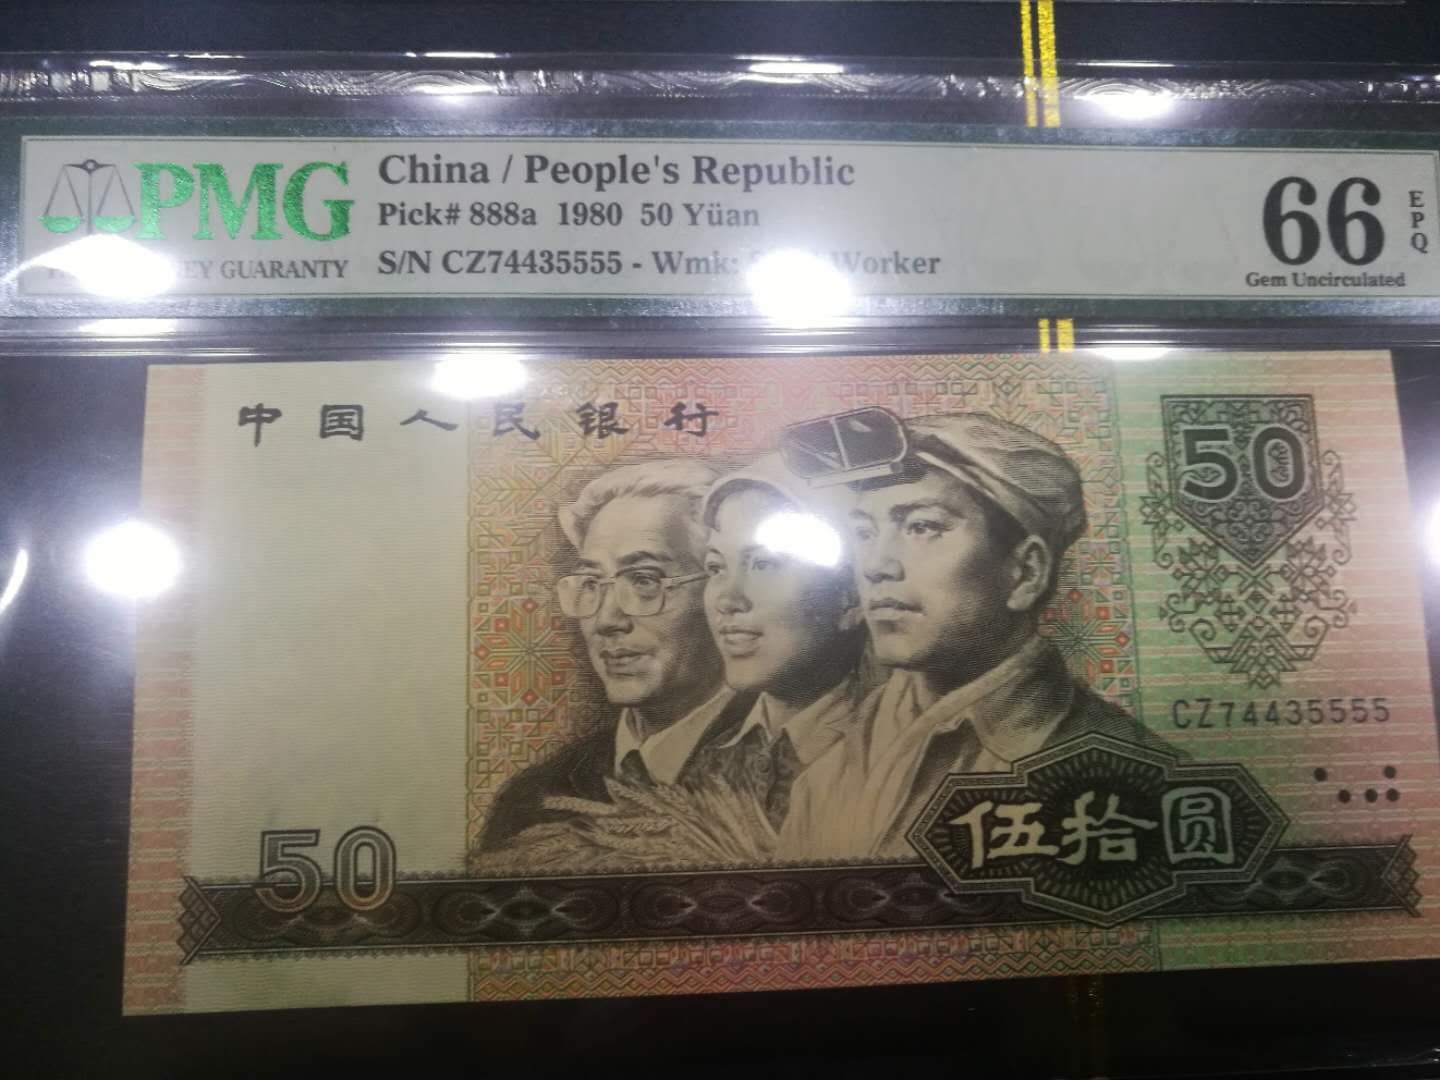 PMG
GUARANTY
China / People's Republic
Pick# 888a 1980 50 Yüan
S/N CZ74435555 - Wmk: Worker
66
EPQ
Gem Uncirculated
中国人民银行
50
CZ74435555
伍拾圆
50